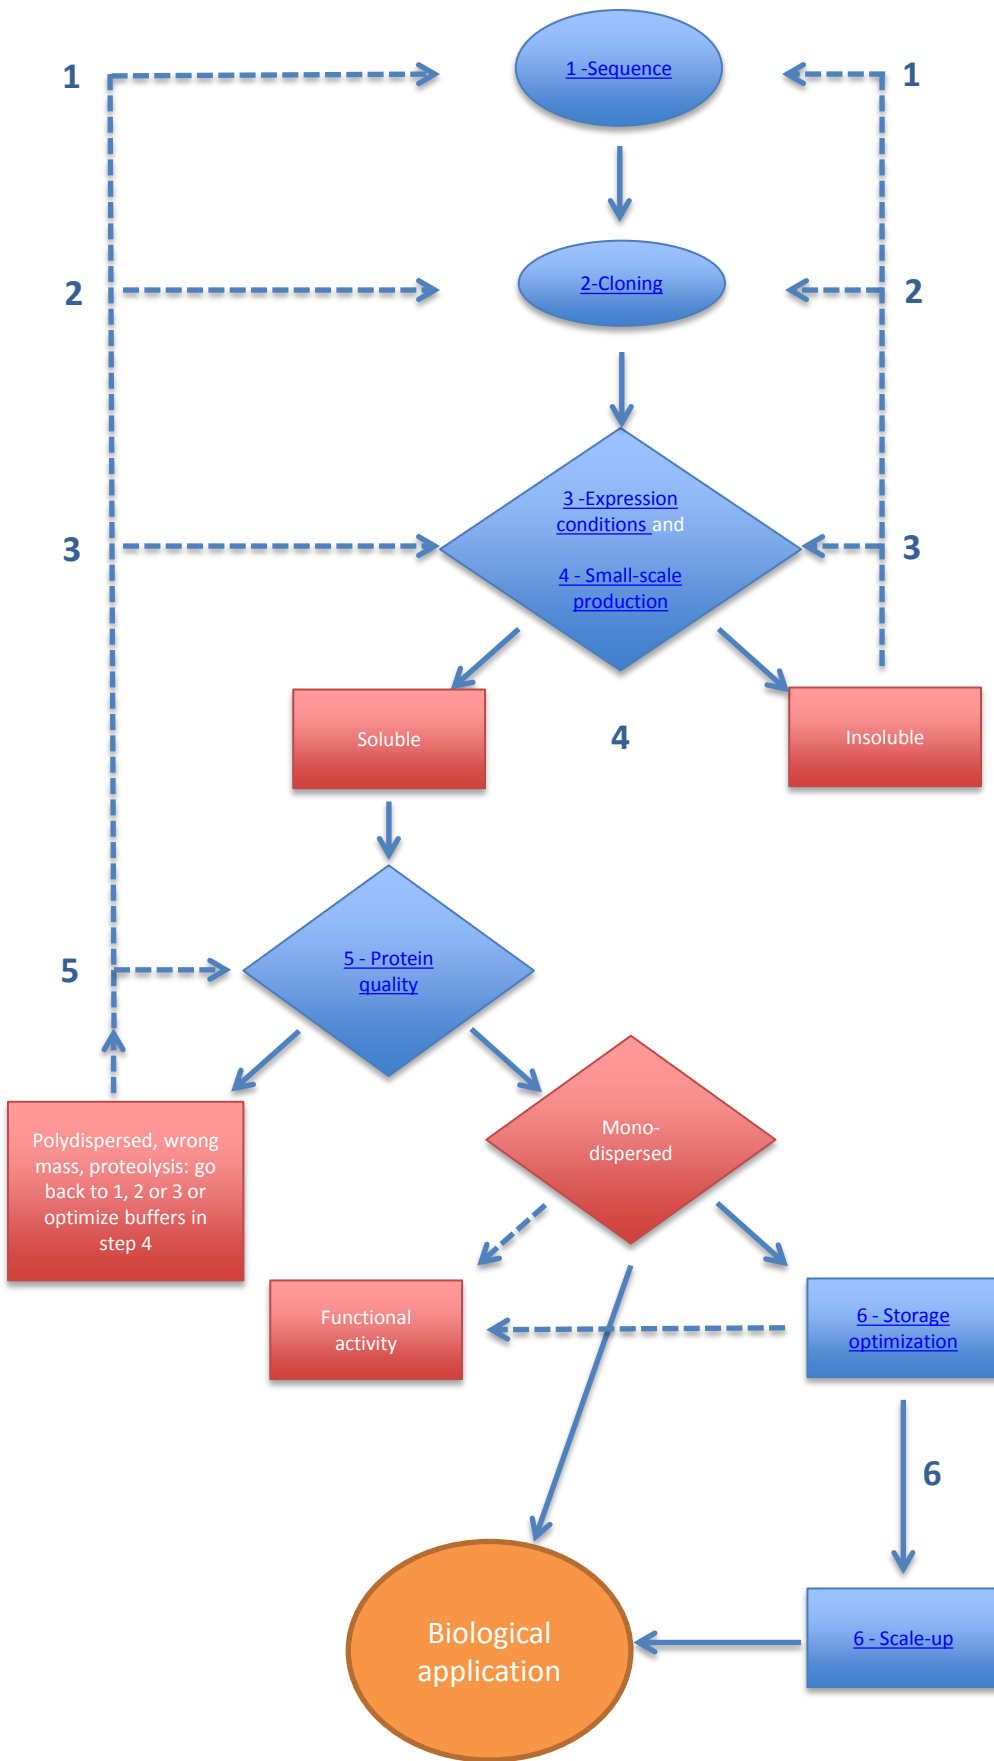 1
1 -Sequence
1
2
2-Cloning
2
3
3 -Expression
conditions and
4 - Small-scale
production
3
Soluble
4
Insoluble
5
5 - Protein
quality
Polydispersed, wrong
mass, proteolysis: go
back to 1, 2 or 3 or
optimize buffers in
step 4
Mono-
dispersed
Functional
activity
6 - Storage
optimization
6
Biological
application
6 - Scale-up